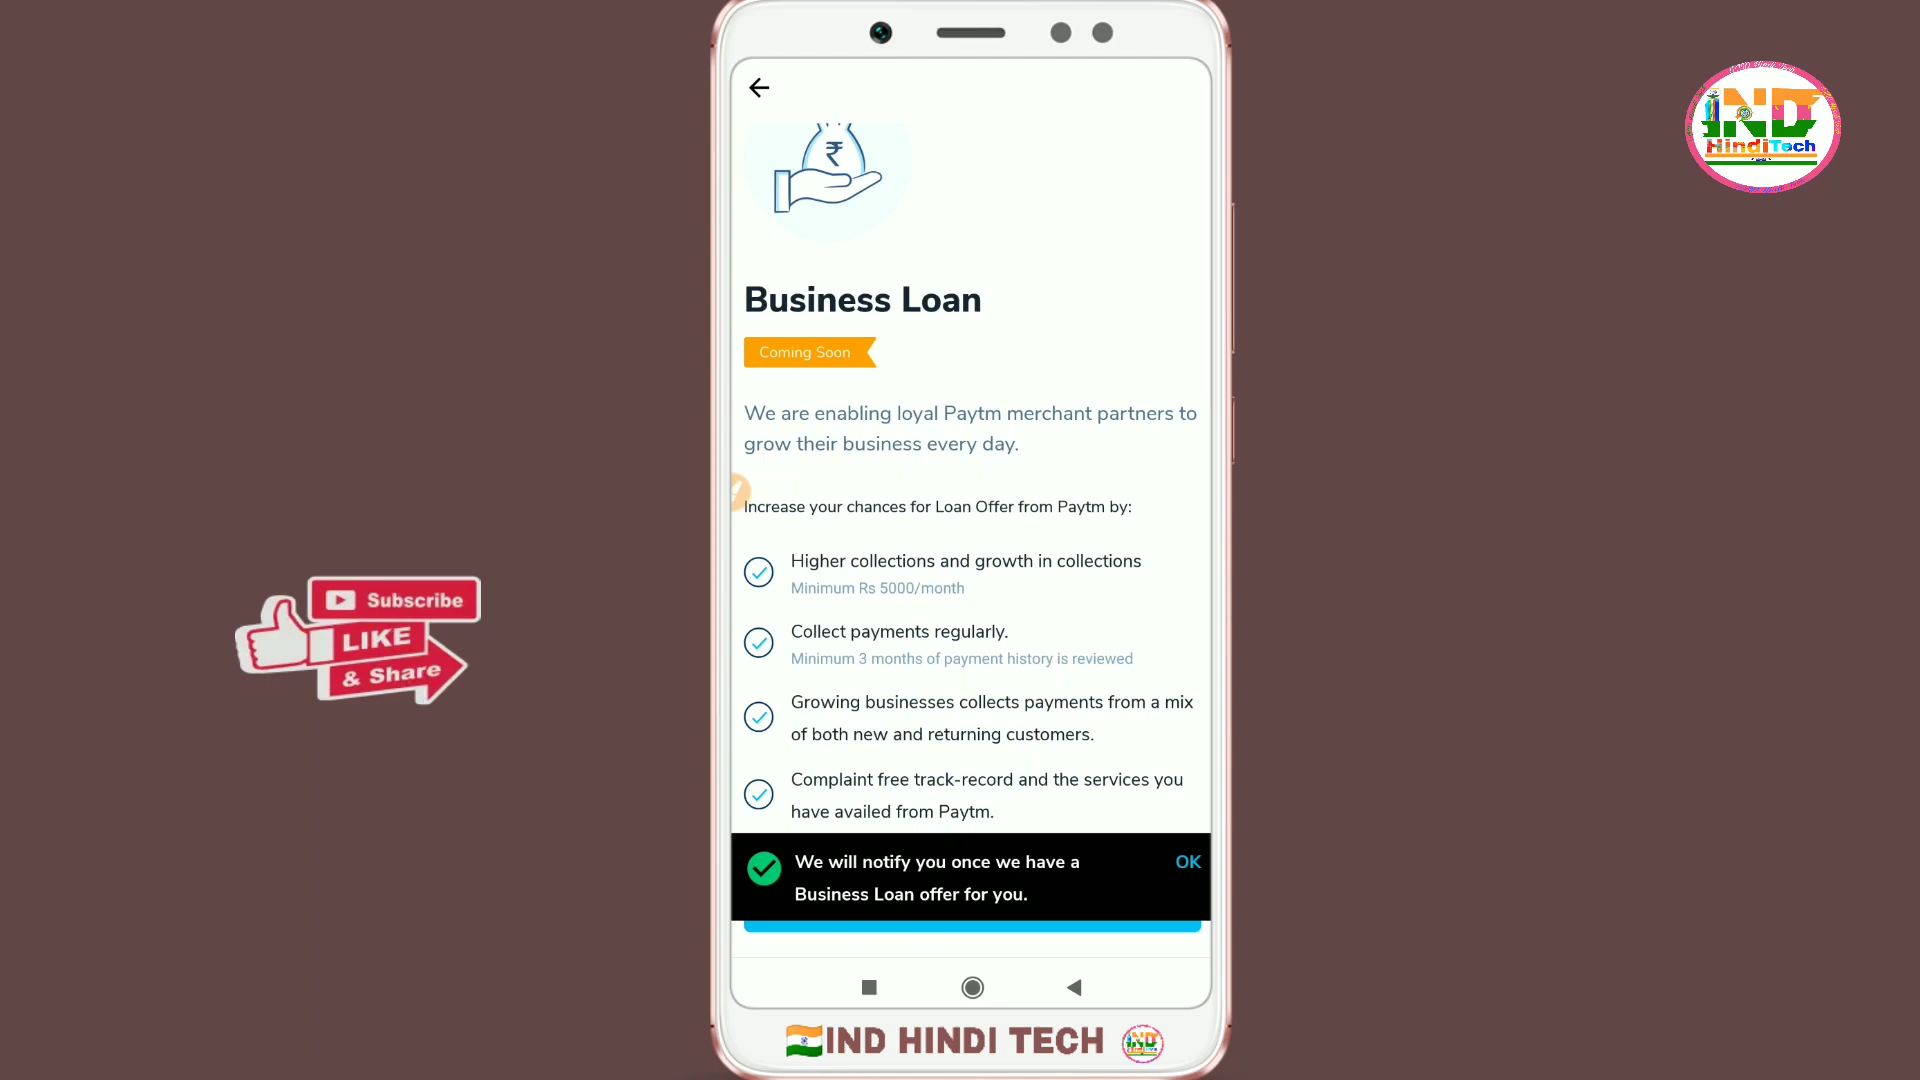 IND
HindiTech
₹
Business Loan
Coming Soon
We are enabling loyal Paytm merchant partners to
grow their business every day.
Increase your chances for Loan Offer from Paytm by:
Higher collections and growth in collections
Minimum Rs 5000/month
Collect payments regularly.
Minimum 3 months of payment history is reviewed
Growing businesses collects payments from a mix
of both new and returning customers.
Complaint free track-record and the services you
have availed from Paytm.
We will notify you once we have a
Business Loan offer for you.
OK
Subscribe
LIKE
& Share
IND HINDI TECH
IND